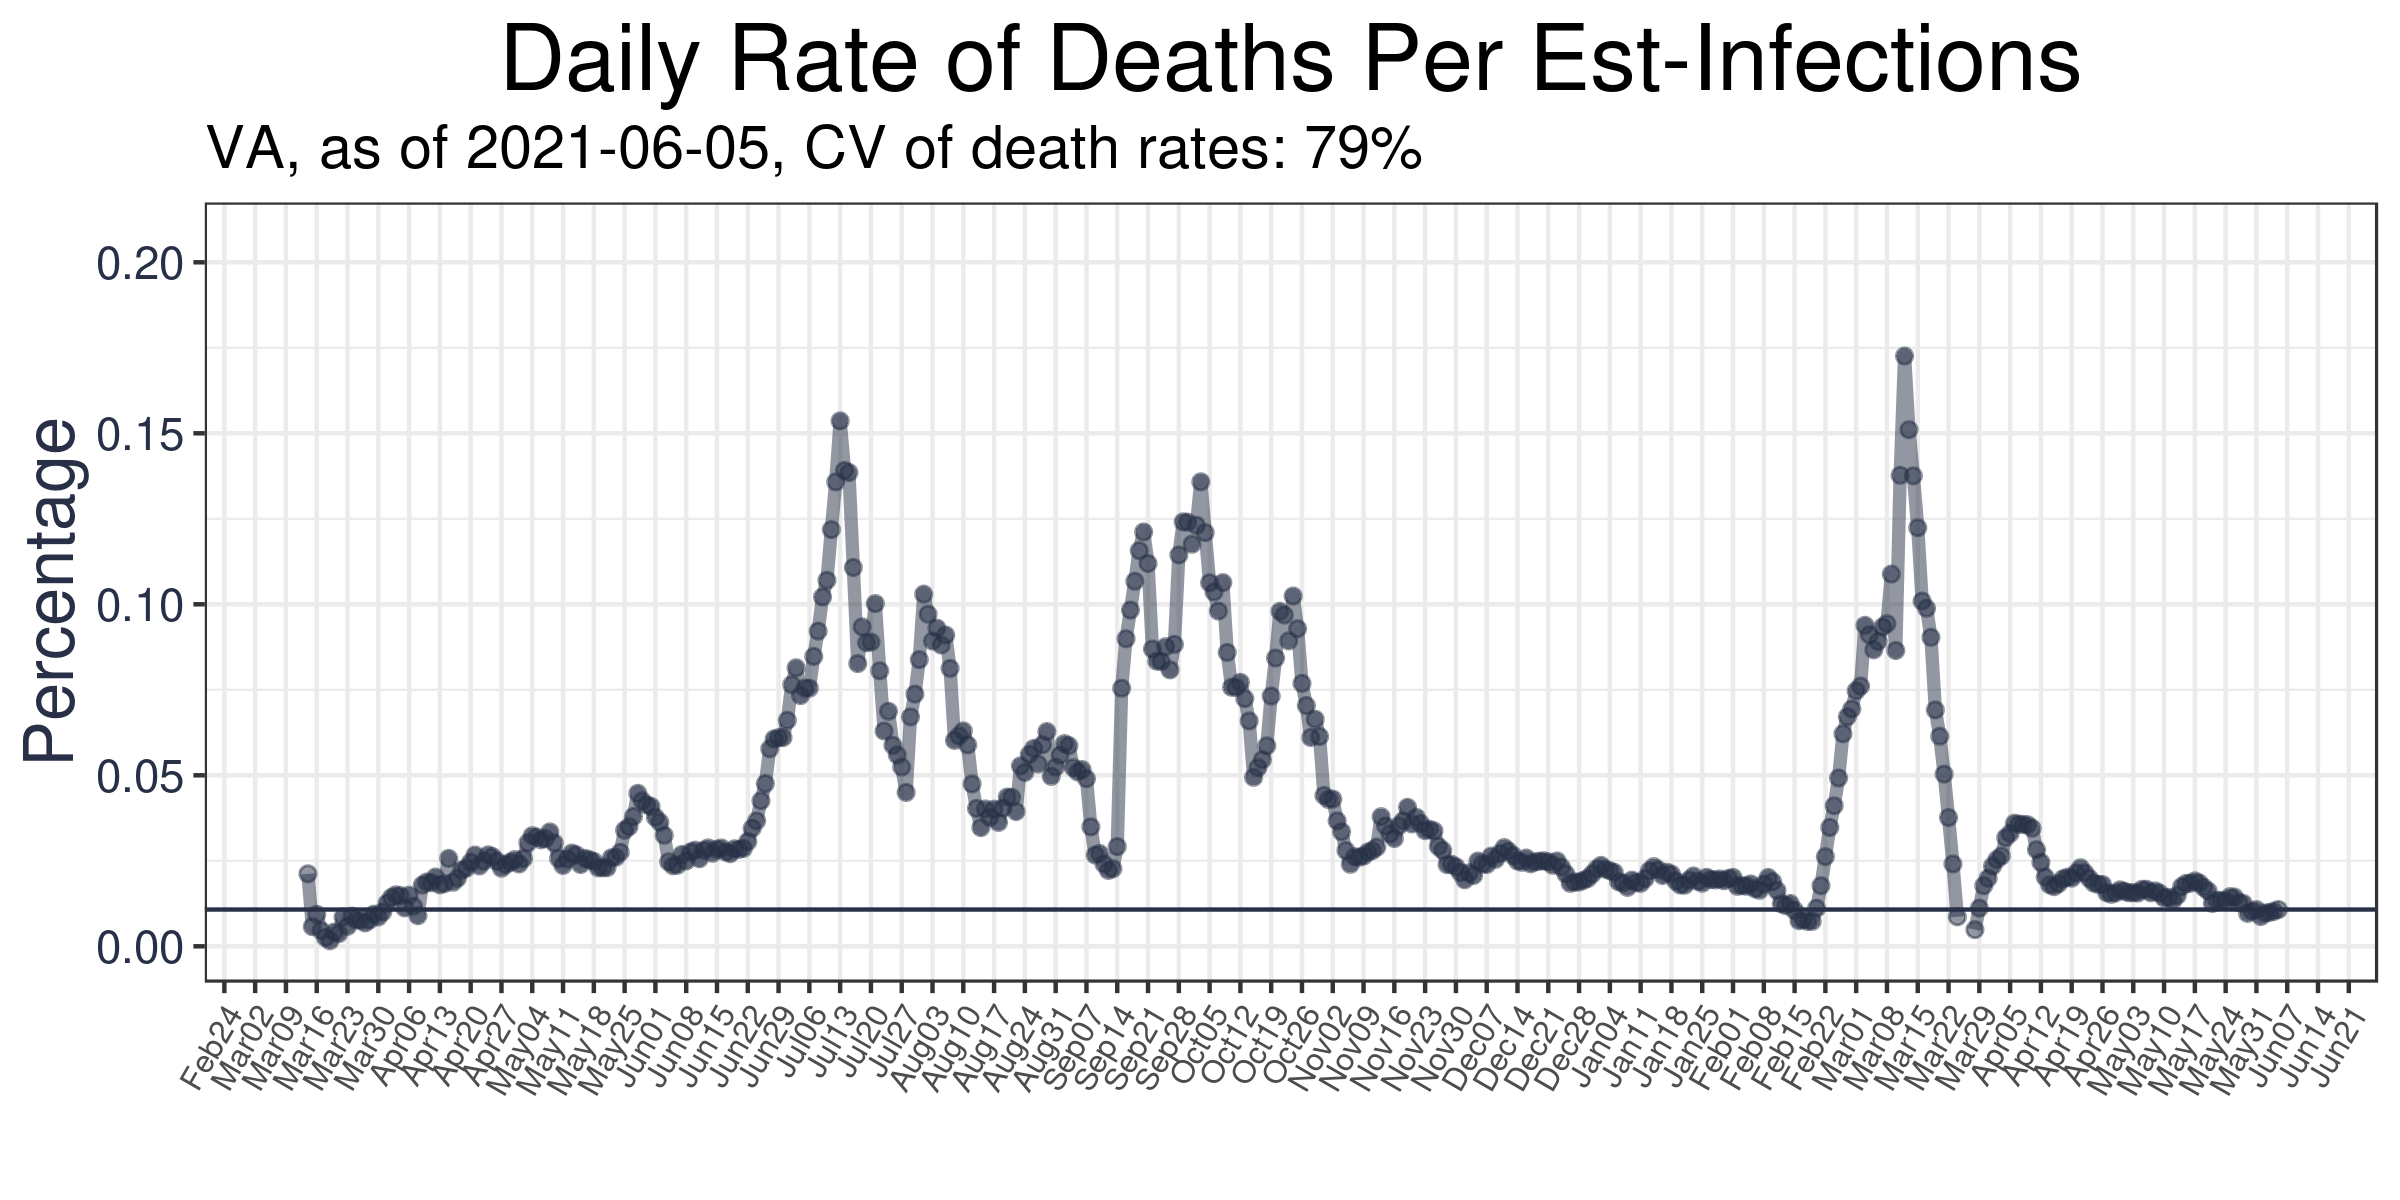 Daily Rate of Deaths Per Est-Infections
VA, as of 2021-06-05, CV of death rates: 79%
Percentage
0.20
0.15
0.10
0.05
0.00
Feb24
Mar02
Mar09
Mar16
Mar23
Mar30
Apr06
Apr13
Apr20
Apr27
May04
May11
May18
May25
Jun01
Jun08
Jun15
Jun22
Jun29
Jul06
Jul13
Jul20
Jul27
Aug03
Aug10
Aug17
Aug24
Aug31
Sep07
Sep14
Sep21
Sep28
Oct05
Oct12
Oct19
Oct26
Nov02
Nov09
Nov16
Nov23
Nov30
Dec07
Dec14
Dec21
Dec28
Jan04
Jan11
Jan18
Jan25
Feb01
Feb08
Feb15
Feb22
Mar01
Mar08
Mar15
Mar22
Mar29
Apr05
Apr12
Apr19
Apr26
May03
May10
May17
May24
May31
Jun07
Jun14
Jun21